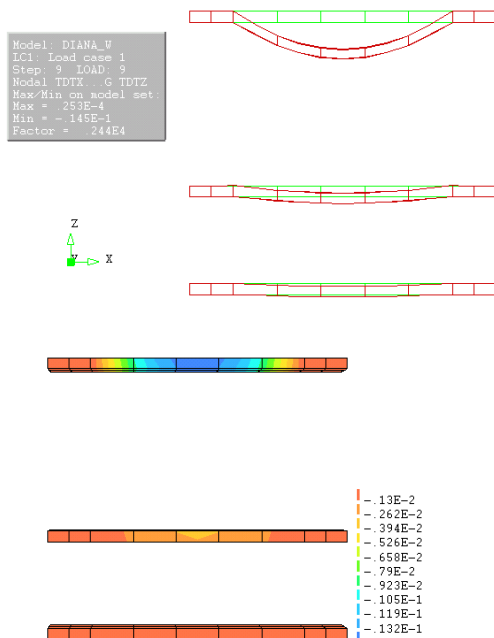 Model: DIANA_W
LC1: Load case 1
Step: 9 LOAD: 9
Nodal TDTX...G TDTZ
Max/Min on model set:
Max = .253E-4
Min = -.145E-1
Factor = .244E4
Z
Y
X
-.13E-2
-.262E-2
-.394E-2
-.526E-2
-.658E-2
-.79E-2
-.923E-2
-.105E-1
-.119E-1
-.132E-1